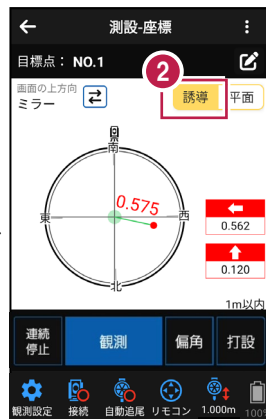 測設-座標
目標点： NO.1
2
画面の上方向
ミラー
誘導
平面
南
0.575
東
西
北
0.562
0.120
1m以内
連続
停止
観測
偏角
打設
観測設定
接続
自動追尾
リモコン
1.000m
100%